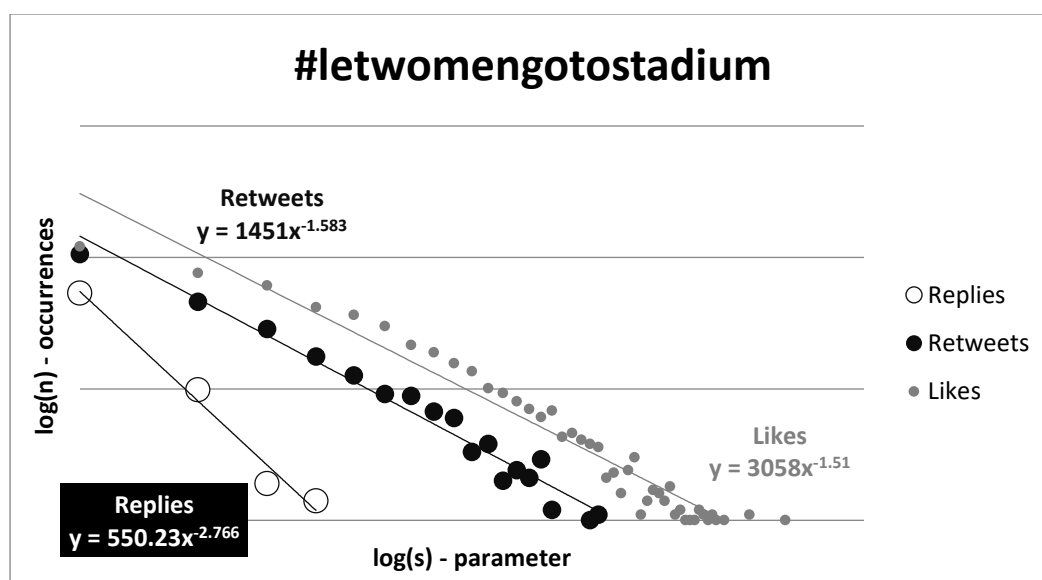 #letwomengotostadium
Retweets
y = 1451x^-1.583
log(n) - occurrences
Replies
Retweets
Likes
Likes
y = 3058x^-1.51
Replies
y = 550.23x^-2.766
log(s) - parameter